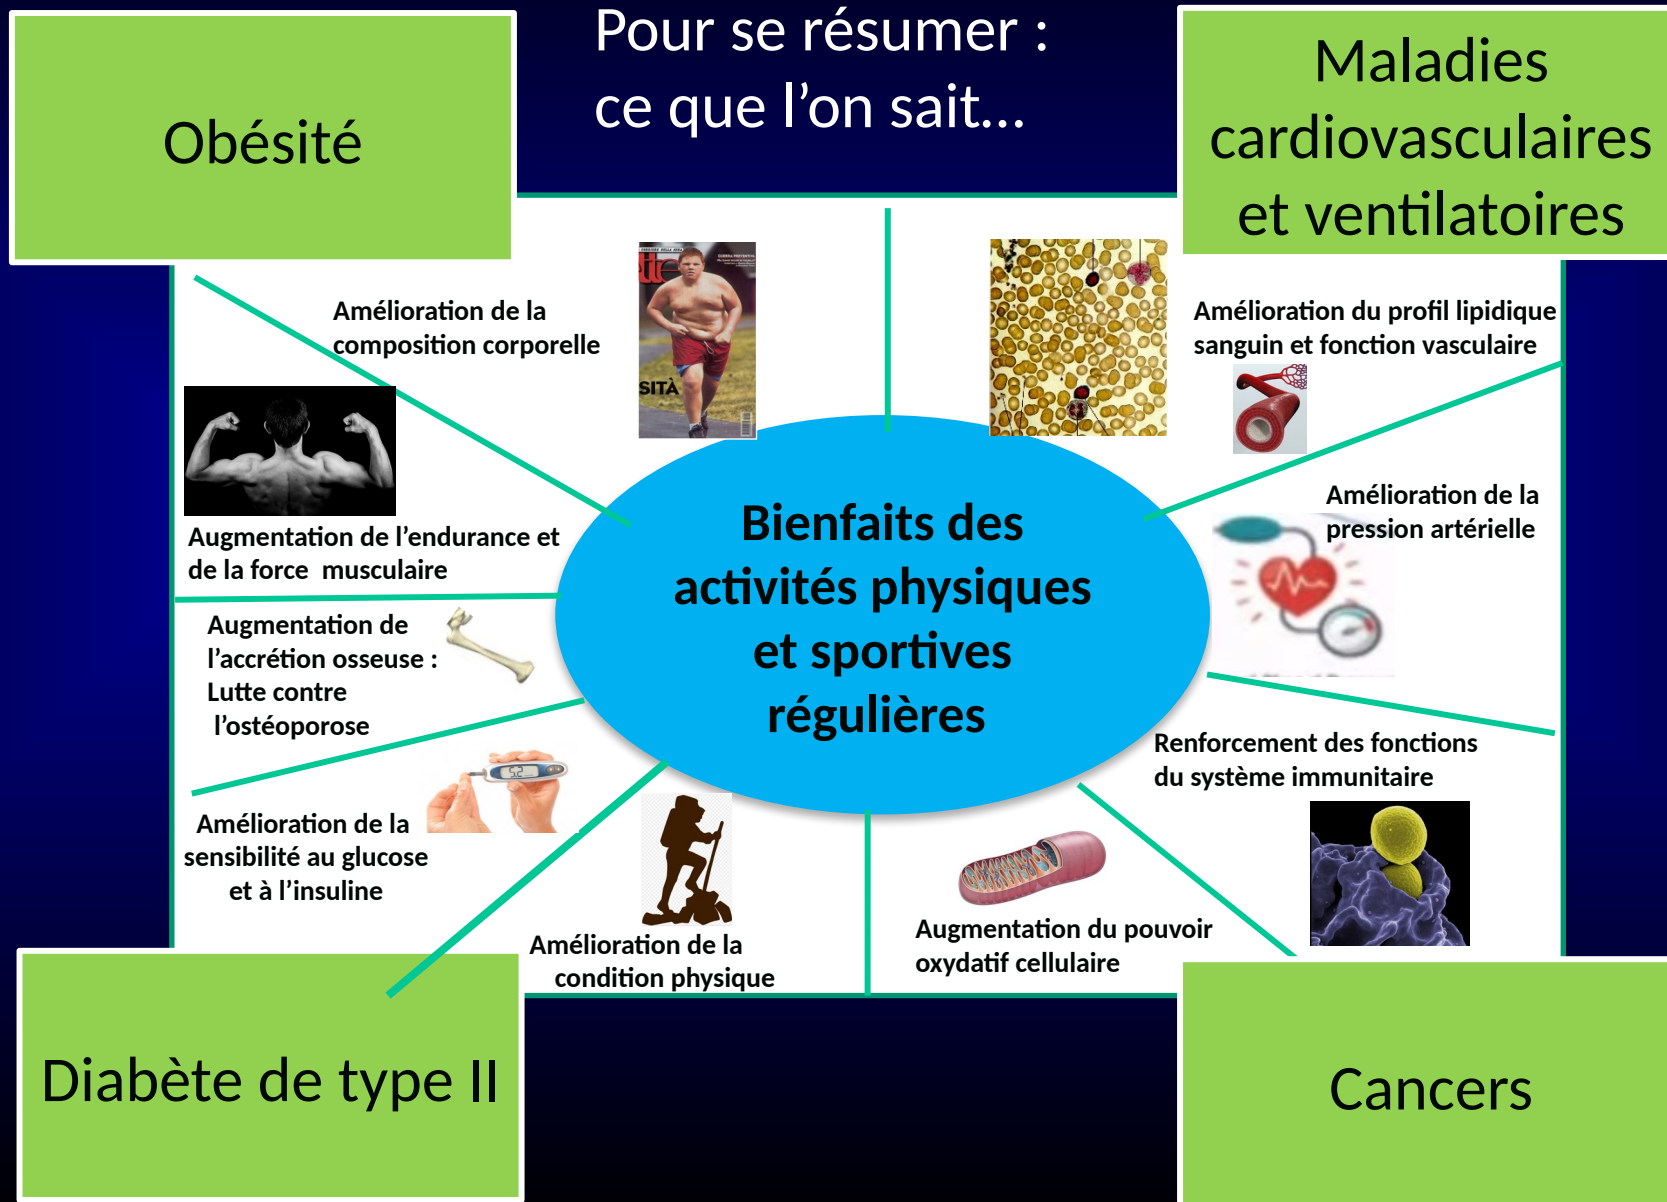 Pour se résumer :
ce que l’on sait…
Obésité
Maladies
cardiovasculaires
et ventilatoires
Amélioration de la
composition corporelle
SITÀ
Amélioration du profil lipidique
sanguin et fonction vasculaire
Augmentation de l’endurance et
de la force musculaire
Amélioration de la
pression artérielle
Bienfaits des
activités physiques
et sportives
régulières
Augmentation de
l’accrétion osseuse :
Lutte contre
l’ostéoporose
Renforcement des fonctions
du système immunitaire
5.2
Amélioration de la
sensibilité au glucose
et à l’insuline
Amélioration de la
condition physique
Augmentation du pouvoir
oxydatif cellulaire
Diabète de type II
Cancers